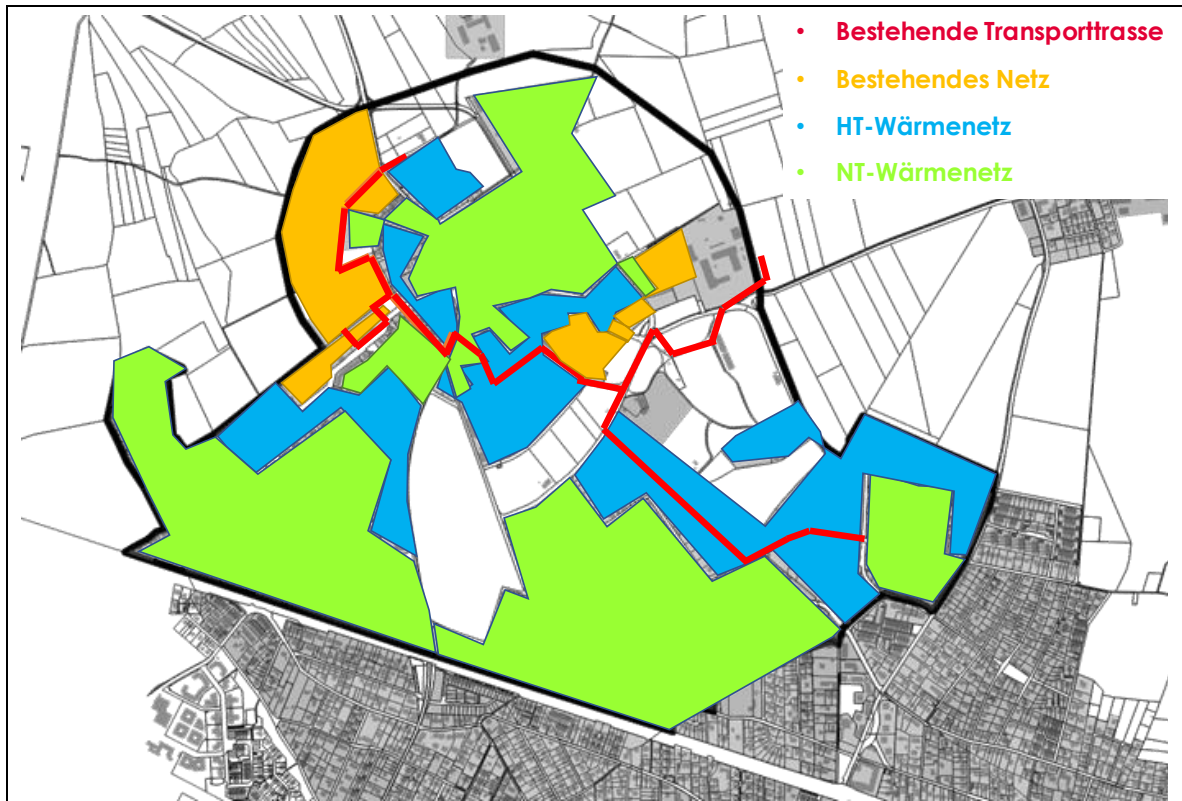 • Bestehende Transporttrasse
• Bestehendes Netz
• HT-Wärmenetz
• NT-Wärmenetz